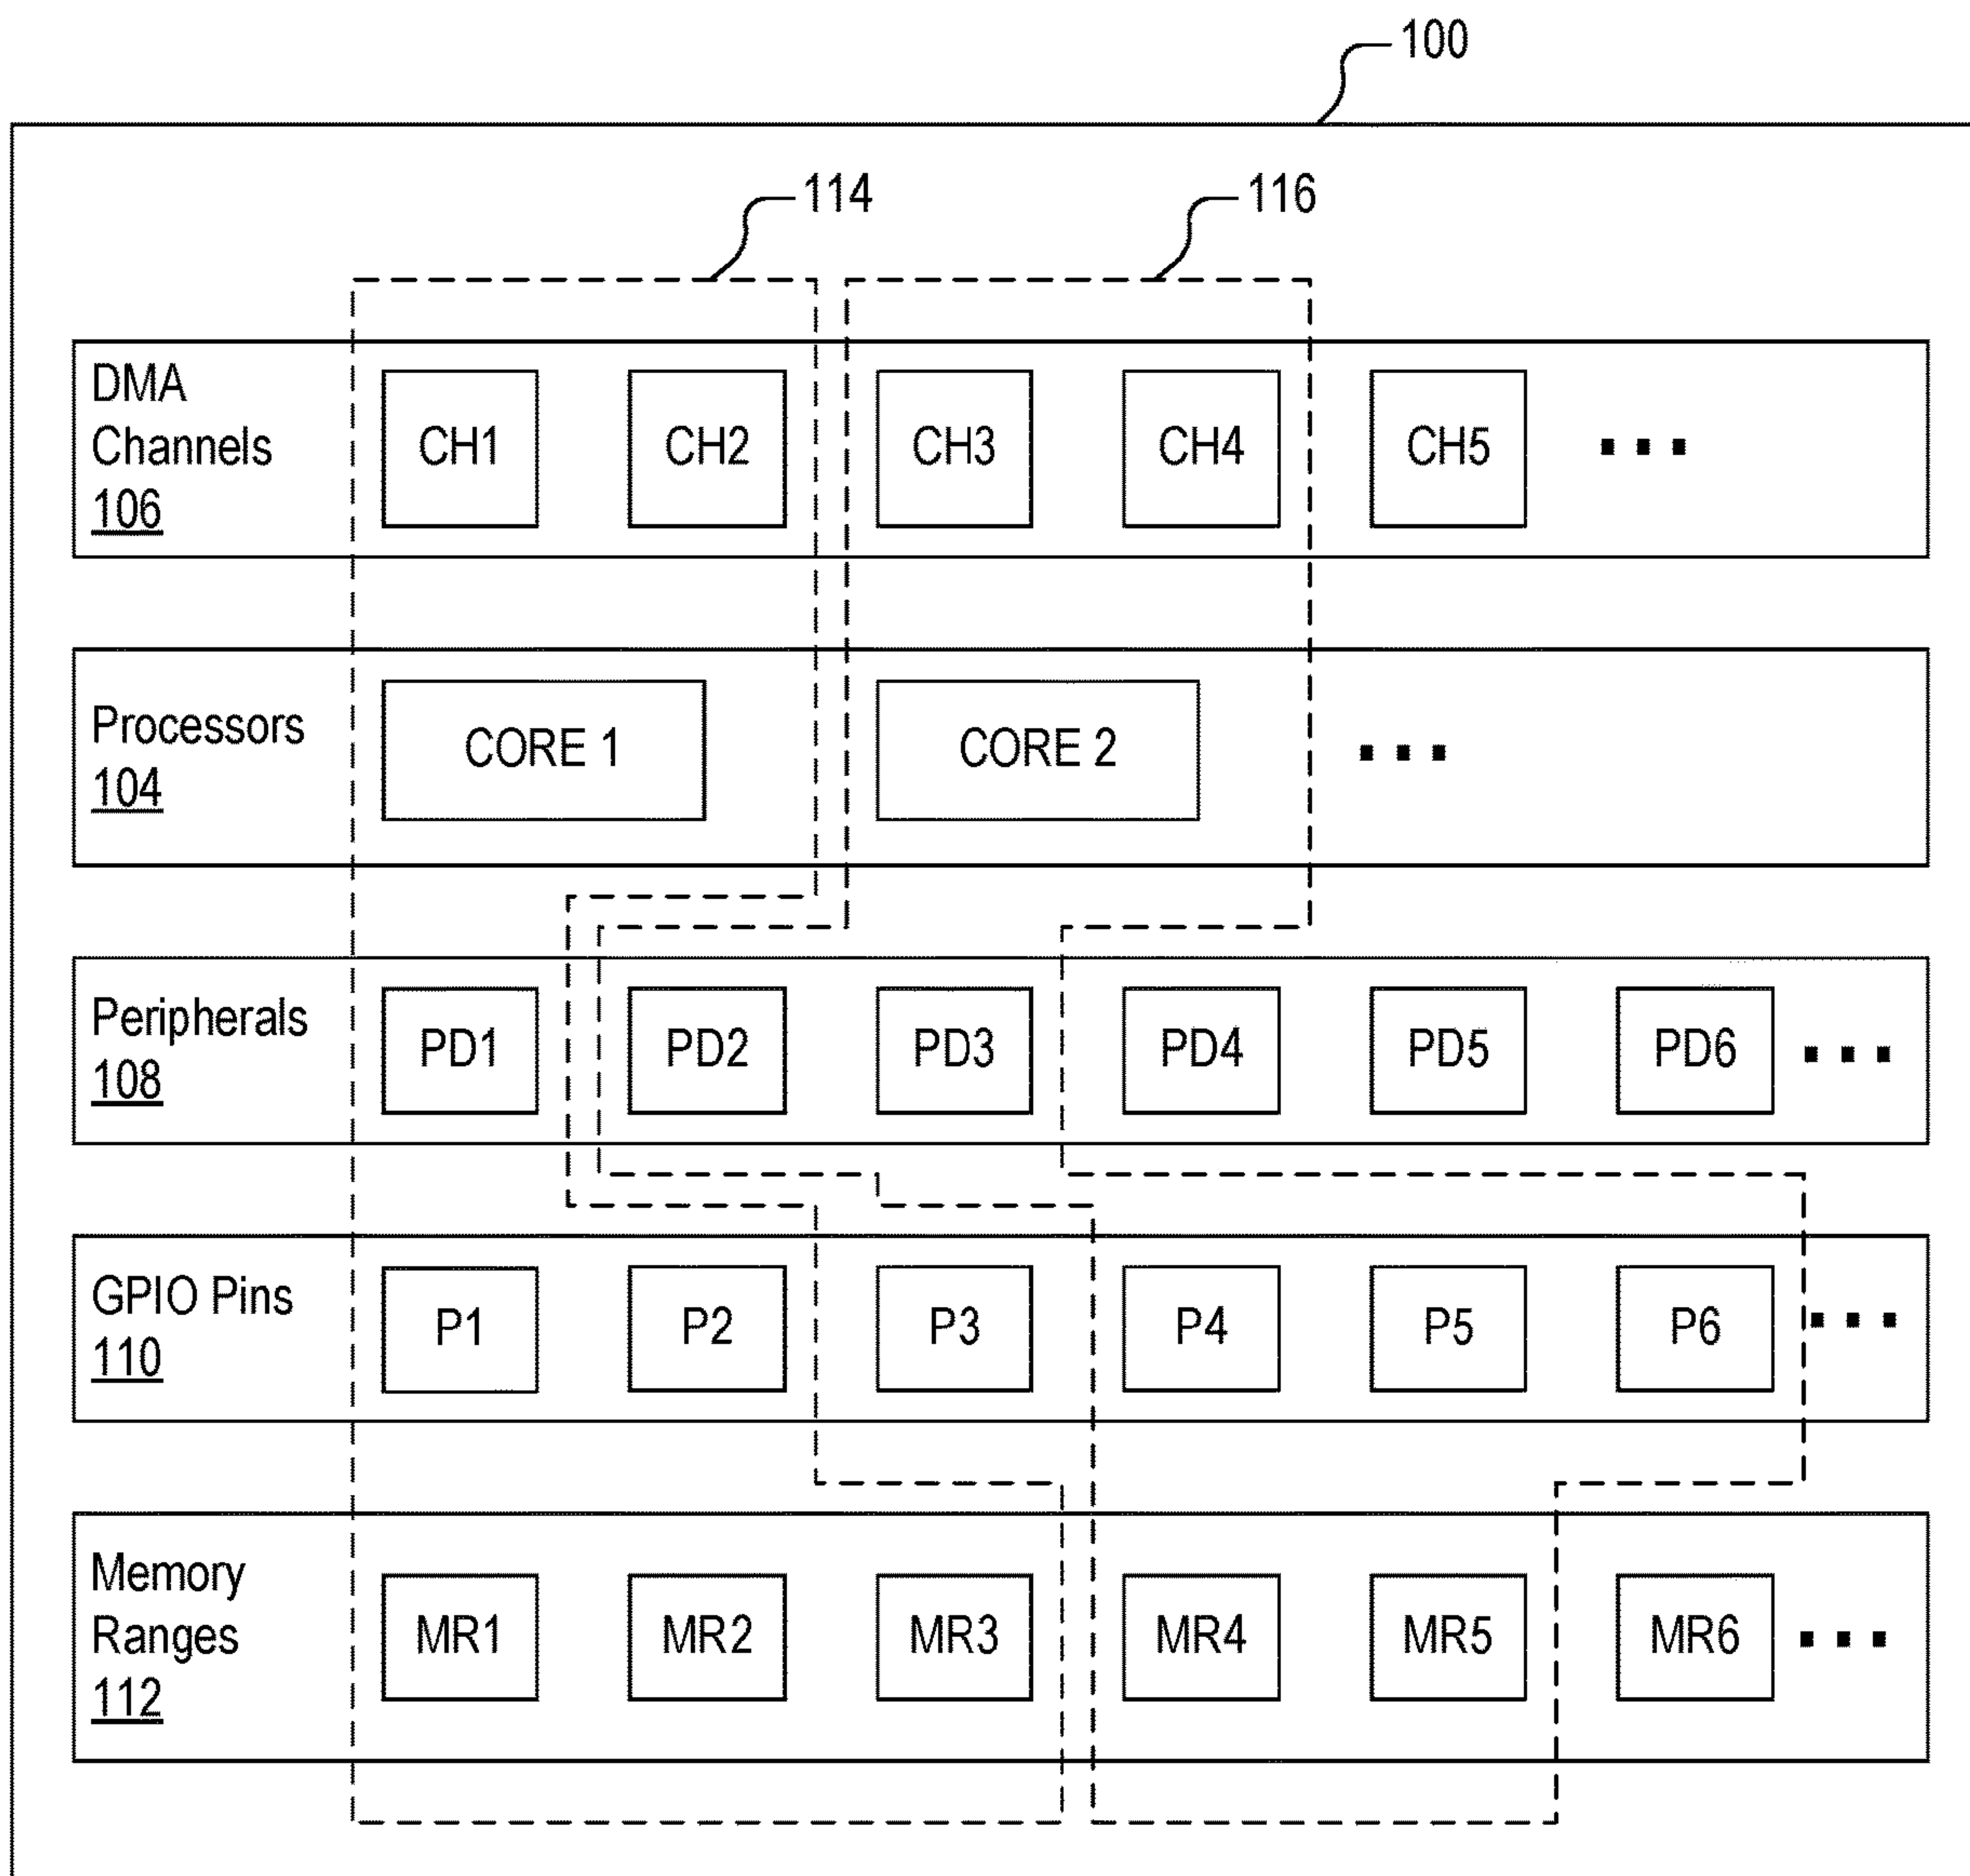 100
114
116
DMA
Channels
106
CH1 CH2 CH3 CH4 CH5
Processors
104
CORE 1 CORE 2
Peripherals
108
PD1 PD2 PD3 PD4 PD5 PD6
GPIO Pins
110
P1 P2 P3 P4 P5 P6
Memory
Ranges
112
MR1 MR2 MR3 MR4 MR5 MR6